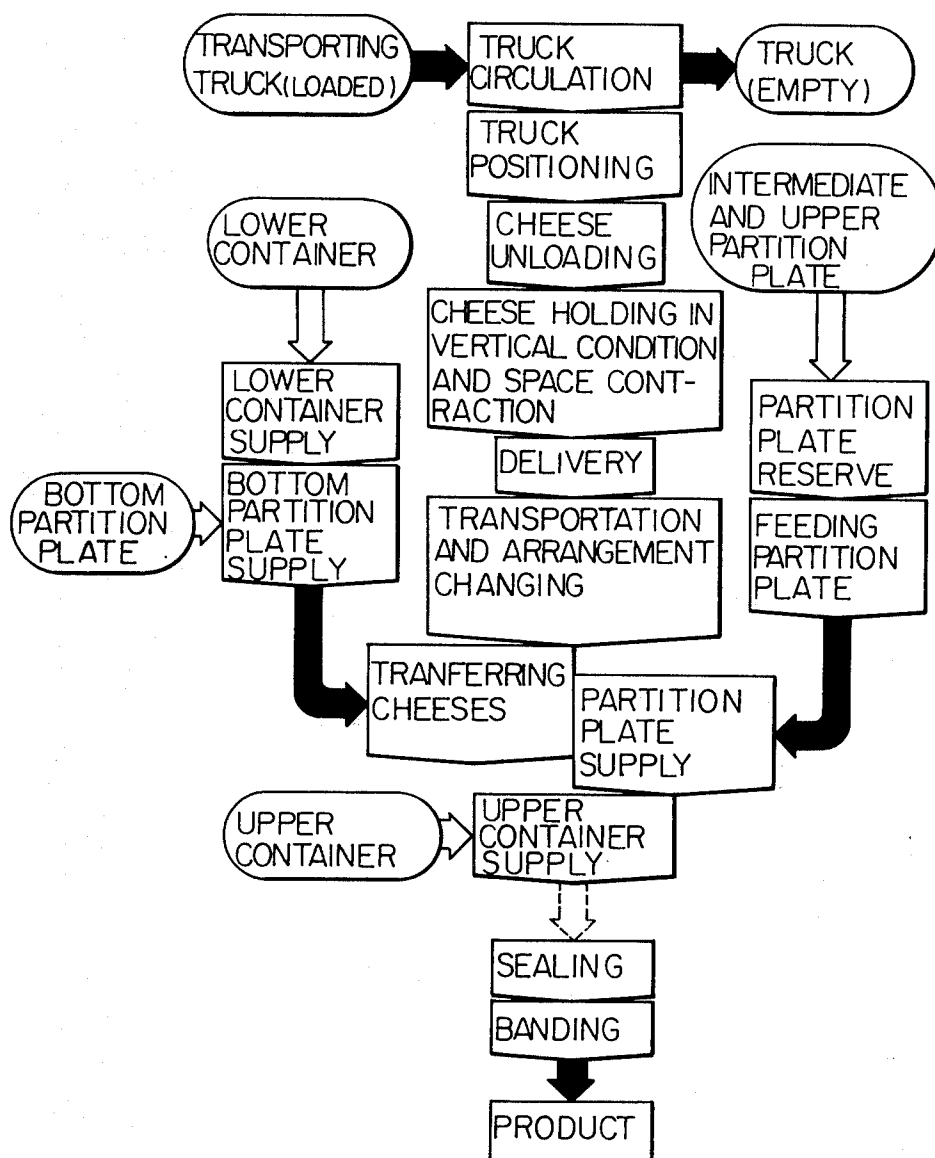 TRANSPORTING
TRUCK(LOADED)
TRUCK
CIRCULATION
TRUCK
(EMPTY)
TRUCK
POSITIONING
INTERMEDIATE
AND UPPER
PARTITION
PLATE
LOWER
CONTAINER
CHEESE
UNLOADING
CHEESE HOLDING IN
VERTICAL CONDITION
AND SPACE CONT-
RACTION
LOWER
CONTAINER
SUPPLY
PARTITION
PLATE
RESERVE
DELIVERY
BOTTOM
PARTITION
PLATE
BOTTOM
PARTITION
PLATE
SUPPLY
TRANSPORTATION
AND ARRANGEMENT
CHANGING
FEEDING
PARTITION
PLATE
TRANFERRING
CHEESES
PARTITION
PLATE
SUPPLY
UPPER
CONTAINER
UPPER
CONTAINER
SUPPLY
SEALING
BANDING
PRODUCT